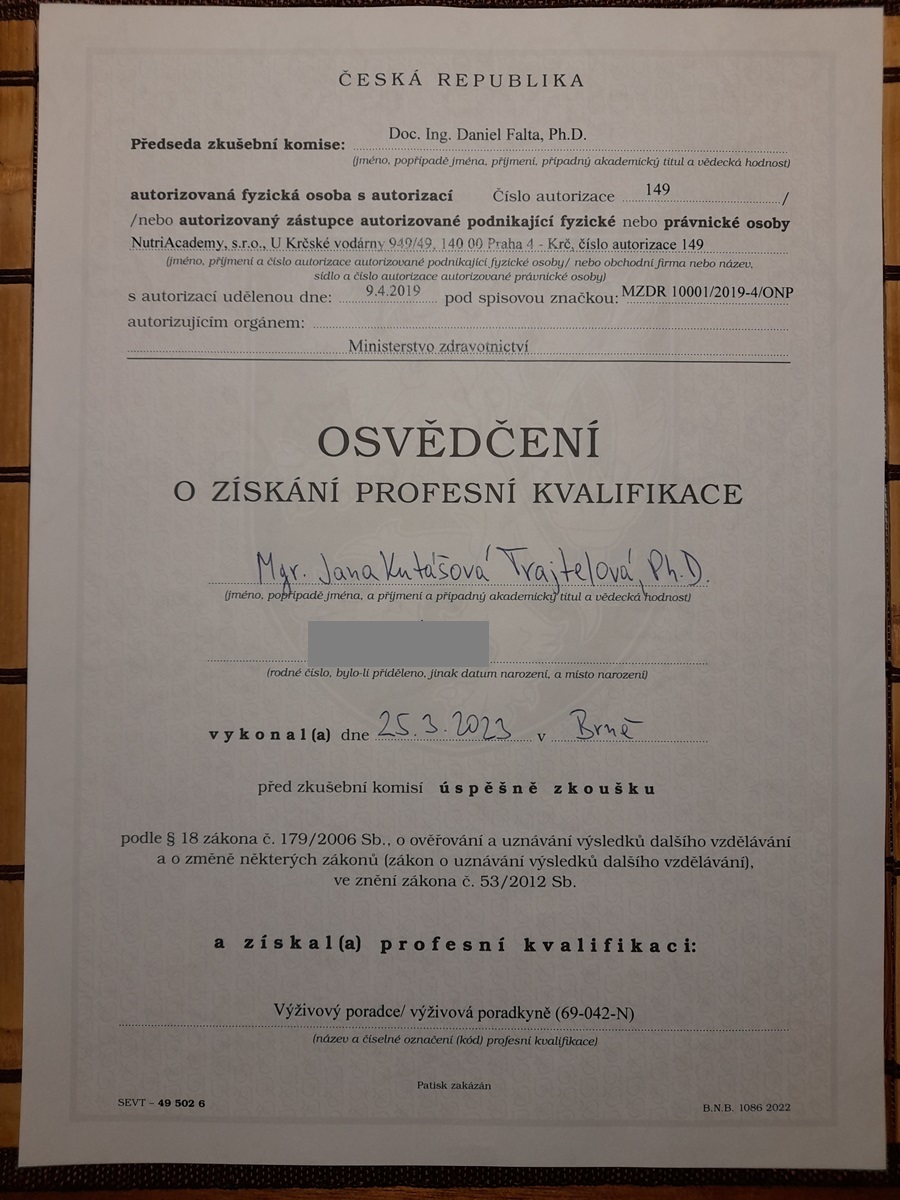 ČESKÁ REPUBLIKA
Předseda zkušební komise: Doc. Ing. Daniel Falta, Ph.D.
(jméno, popřípadě jména, příjmení, případný akademický titul a vědecká hodnost)
autorizovaná fyzická osoba s autorizací Číslo autorizace 149 /
/nebo autorizovaný zástupce autorizované podnikající fyzické nebo právnické osoby
NutriAcademy, s.r.o., U Krčské vodárny 949/49, 140 00 Praha 4 - Krč, číslo autorizace 149
(jméno, příjmení a číslo autorizace autorizované podnikající fyzické osoby/ nebo obchodní firma nebo název,
sídlo a číslo autorizace autorizované právnické osoby)
s autorizací udělenou dne: 9.4.2019 pod spisovou značkou: MZDR 10001/2019-4/ONP
autorizujícím orgánem:
Ministerstvo zdravotnictví
OSVĚDČENÍ
O ZÍSKÁNÍ PROFESNÍ KVALIFIKACE
Mgr. Jana Kutášová Trajtelová, Ph.D.
(jméno, popřípadě jména, a příjmení a případný akademický titul a vědecká hodnost)
(rodné číslo, bylo-li přiděleno, jinak datum narození, a místo narození)
vykonal(a) dne 25.3.2023 v Brně
před zkušební komisí úspěšně zkoušku
podle § 18 zákona č. 179/2006 Sb., o ověřování a uznávání výsledků dalšího vzdělávání
a o změně některých zákonů (zákon o uznávání výsledků dalšího vzdělávání),
ve znění zákona č. 53/2012 Sb.
a získal(a) profesní kvalifikaci:
Výživový poradce/ výživová poradkyně (69-042-N)
(název a číselné označení (kód) profesní kvalifikace)
Patisk zakázán
SEVT – 49 502 6
B.N.B. 1086 2022